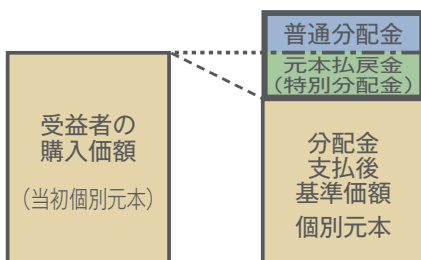 受益者の
購入価額
（当初個別元本）
普通分配金
元本払戻金
（特別分配金）
分配金
支払後
基準価額
個別元本